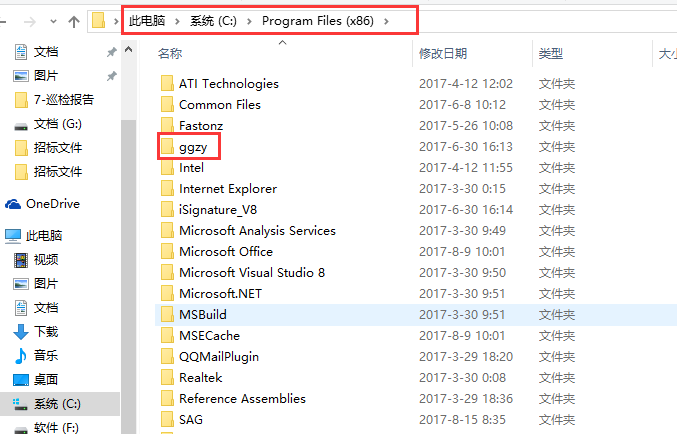 此电脑 > 系统 (C:) > Program Files (x86) >
文档
图片
7-巡检报告
文档 (G:)
招标文件
招标文件
OneDrive
此电脑
视频
图片
文档
下载
音乐
桌面
系统 (C:)
软件 (F:)
名称 修改日期 类型
ATI Technologies 2017-4-12 12:02 文件夹
Common Files 2017-6-8 10:12 文件夹
Fastonz 2017-5-26 10:08 文件夹
ggzy 2017-6-30 16:13 文件夹
Intel 2017-4-12 11:55 文件夹
Internet Explorer 2017-3-30 0:15 文件夹
iSignature_V8 2017-6-30 16:14 文件夹
Microsoft Analysis Services 2017-3-30 9:49 文件夹
Microsoft Office 2017-8-9 10:01 文件夹
Microsoft Visual Studio 8 2017-3-30 9:50 文件夹
Microsoft.NET 2017-3-30 9:51 文件夹
MSBuild 2017-3-30 9:51 文件夹
MSECache 2017-8-9 10:01 文件夹
QQMailPlugin 2017-3-29 18:20 文件夹
Realtek 2017-3-30 0:08 文件夹
Reference Assemblies 2017-3-29 18:36 文件夹
SAG 2017-8-15 8:35 文件夹